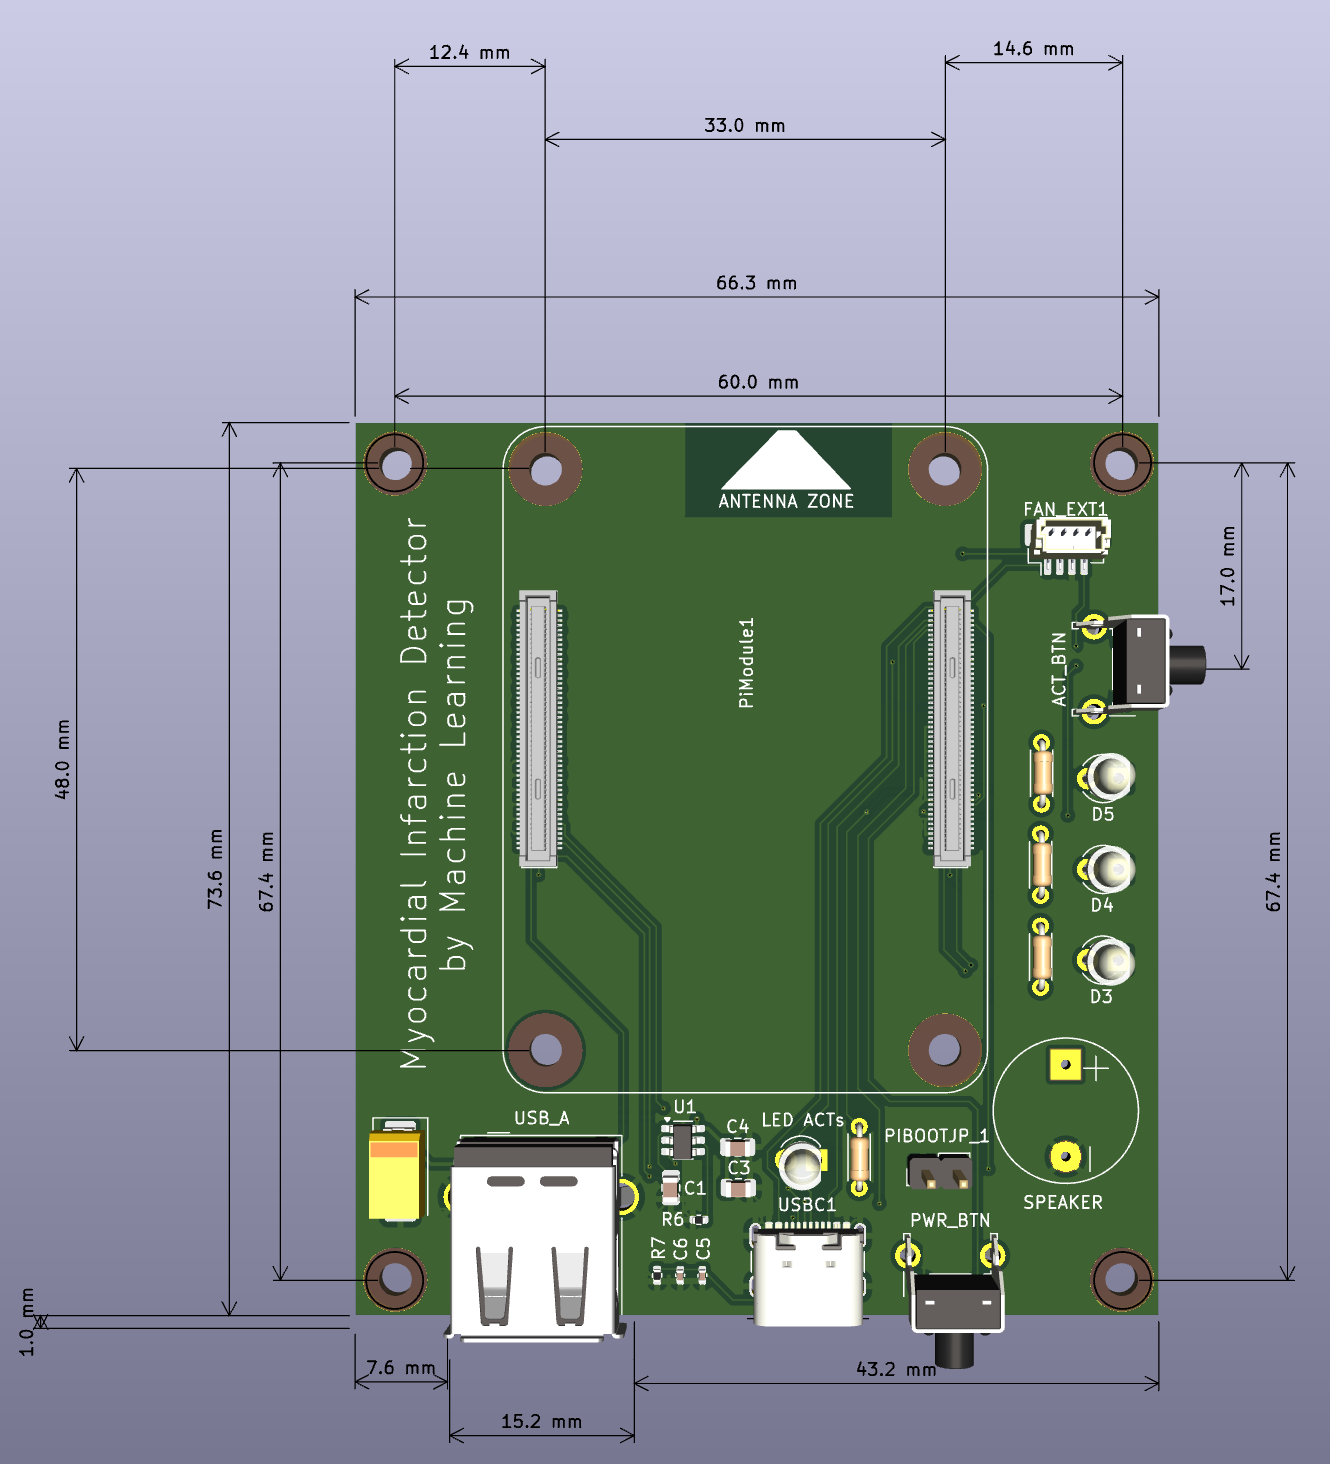 12.4 mm
14.6 mm
33.0 mm
66.3 mm
60.0 mm
ANTENNA ZONE
FAN_EXT1
17.0 mm
Myocardial Infarction Detector
by Machine Learning
PiModule1
ACT_BTN
48.0 mm
73.6 mm
67.4 mm
67.4 mm
D5
D4
D3
+
USB_A
U1
C4
LED ACTs
PIBOOTJP_1
C3
C1
USBC1
SPEAKER
R6
PWR_BTN
R7
C6
C5
1.0 mm
7.6 mm
43.2 mm
15.2 mm